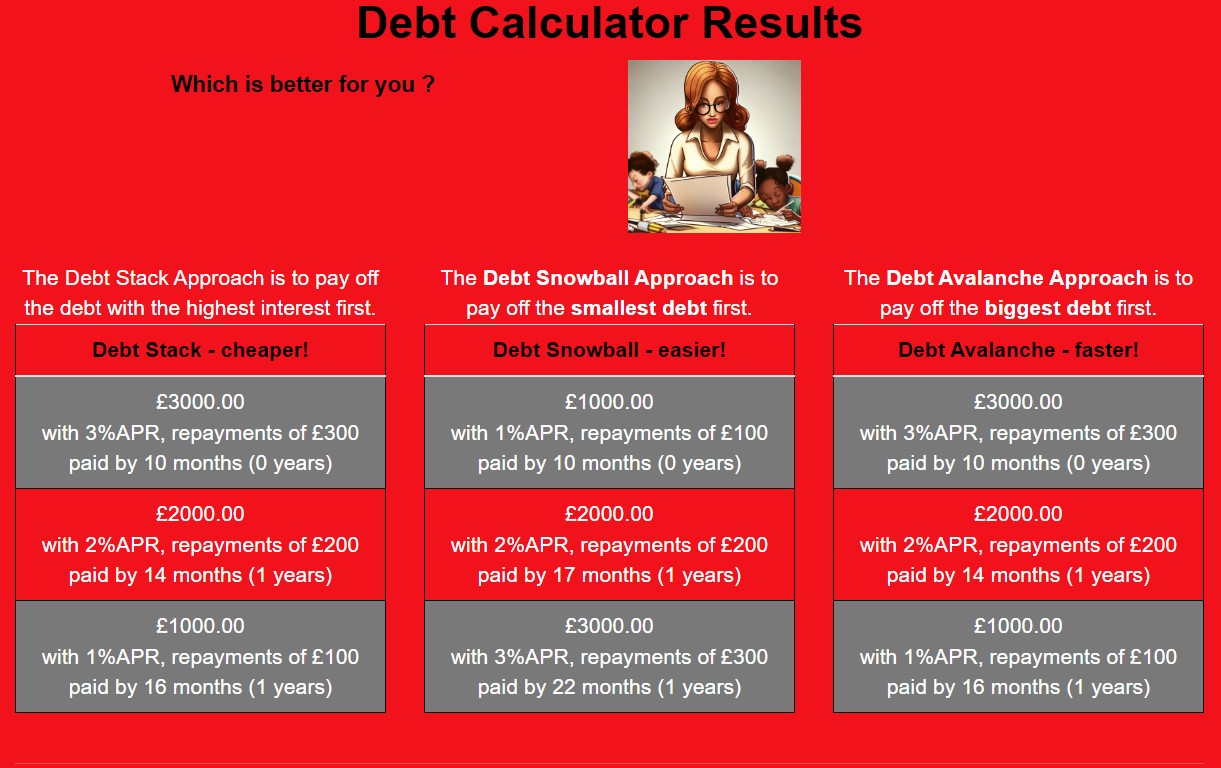 Debt Calculator Results
Which is better for you ?
The Debt Stack Approach is to pay off
the debt with the highest interest first.
Debt Stack - cheaper!
£3000.00
with 3%APR, repayments of £300
paid by 10 months (0 years)
£2000.00
with 2%APR, repayments of £200
paid by 14 months (1 years)
£1000.00
with 1%APR, repayments of £100
paid by 16 months (1 years)
The Debt Snowball Approach is to
pay off the smallest debt first.
Debt Snowball - easier!
£1000.00
with 1%APR, repayments of £100
paid by 10 months (0 years)
£2000.00
with 2%APR, repayments of £200
paid by 17 months (1 years)
£3000.00
with 3%APR, repayments of £300
paid by 22 months (1 years)
The Debt Avalanche Approach is to
pay off the biggest debt first.
Debt Avalanche - faster!
£3000.00
with 3%APR, repayments of £300
paid by 10 months (0 years)
£2000.00
with 2%APR, repayments of £200
paid by 14 months (1 years)
£1000.00
with 1%APR, repayments of £100
paid by 16 months (1 years)